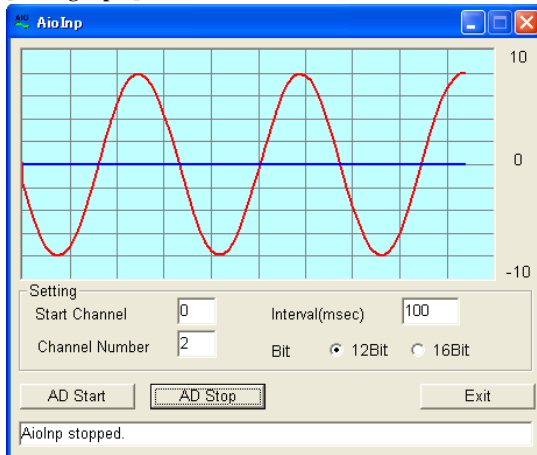 AioInp
10
0
-10
Setting
Start Channel 0 Interval(msec) 100
Channel Number 2 Bit 12Bit 16Bit
AD Start AD Stop Exit
AioInp stopped.